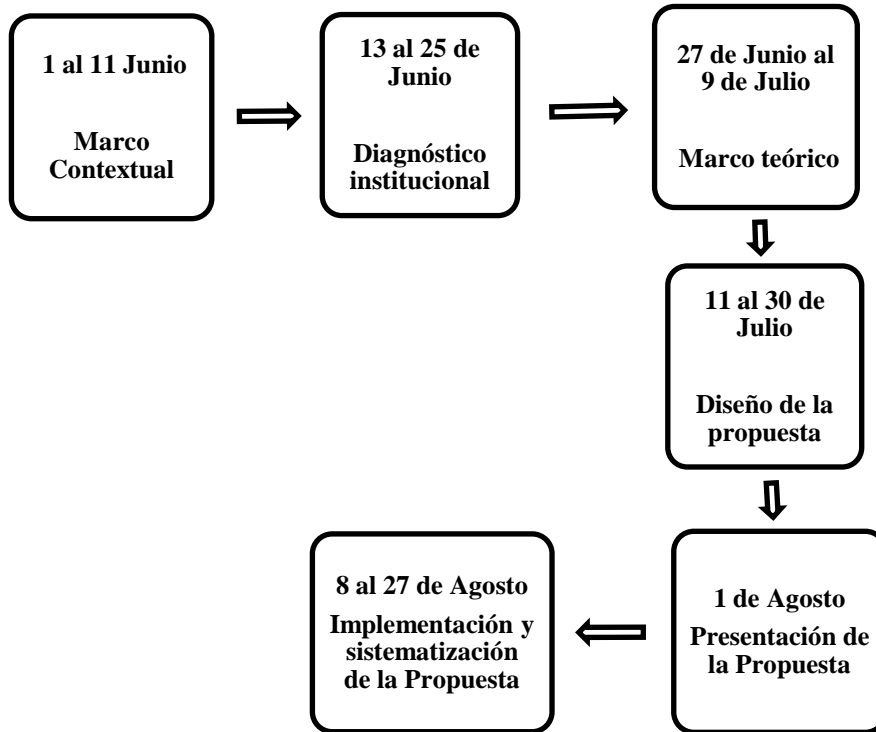 1 al 11 Junio
Marco
Contextual
13 al 25 de
Junio
Diagnóstico
institucional
27 de Junio al
9 de Julio
Marco teórico
11 al 30 de
Julio
Diseño de la
propuesta
1 de Agosto
Presentación de
la Propuesta
8 al 27 de Agosto
Implementación y
sistematización
de la Propuesta